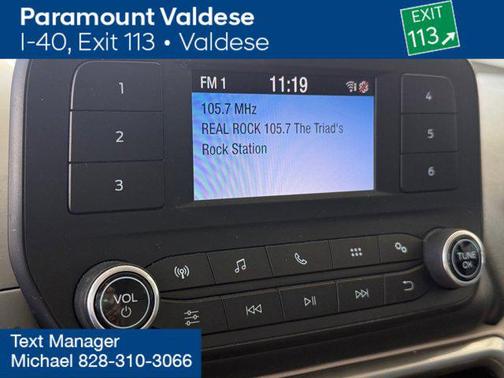 Paramount Valdese
I-40, Exit 113 • Valdese
EXIT
113
FM 1
11:19
105.7 MHz
REAL ROCK 105.7 The Triad's
Rock Station
1
2
3
4
5
6
VOL
TUNE
OK
Text Manager
Michael 828-310-3066